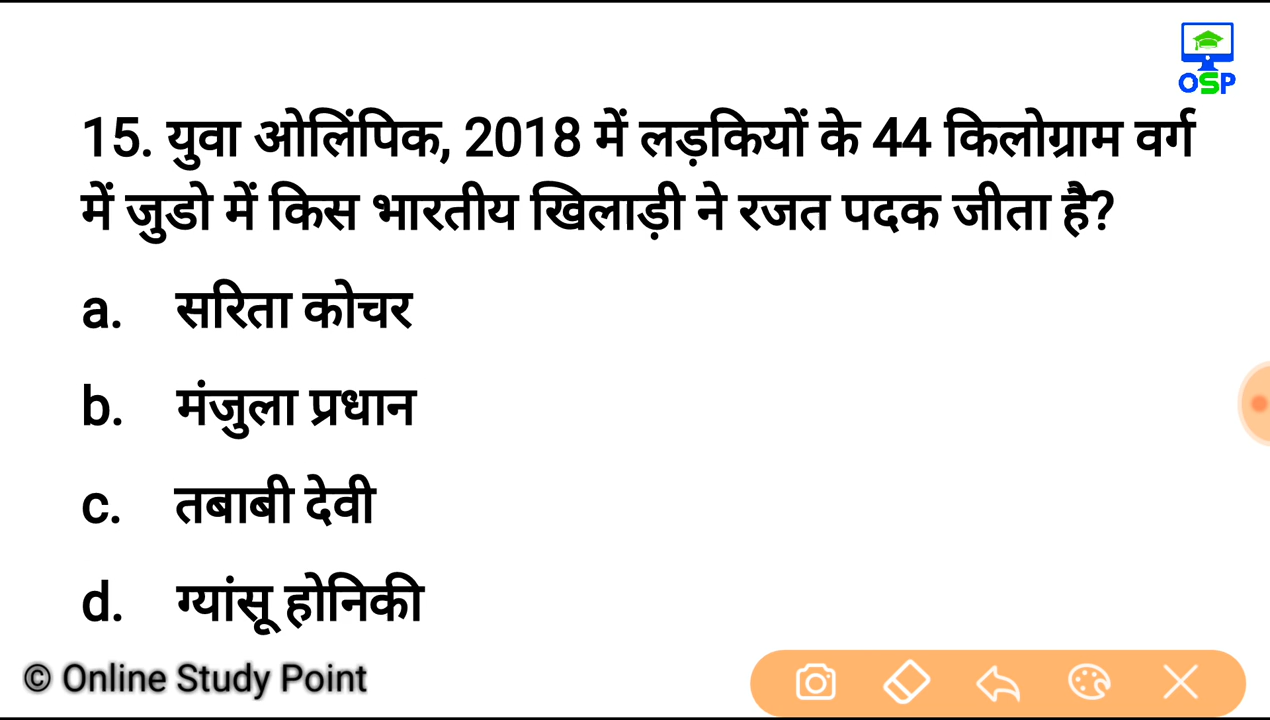 OSP
15. युवा ओलिंपिक, 2018 में लड़कियों के 44 किलोग्राम वर्ग
में जुडो में किस भारतीय खिलाड़ी ने रजत पदक जीता है?
a. सरिता कोचर
b. मंजुला प्रधान
c. तबाबी देवी
d. ग्यांसू होनिकी
© Online Study Point